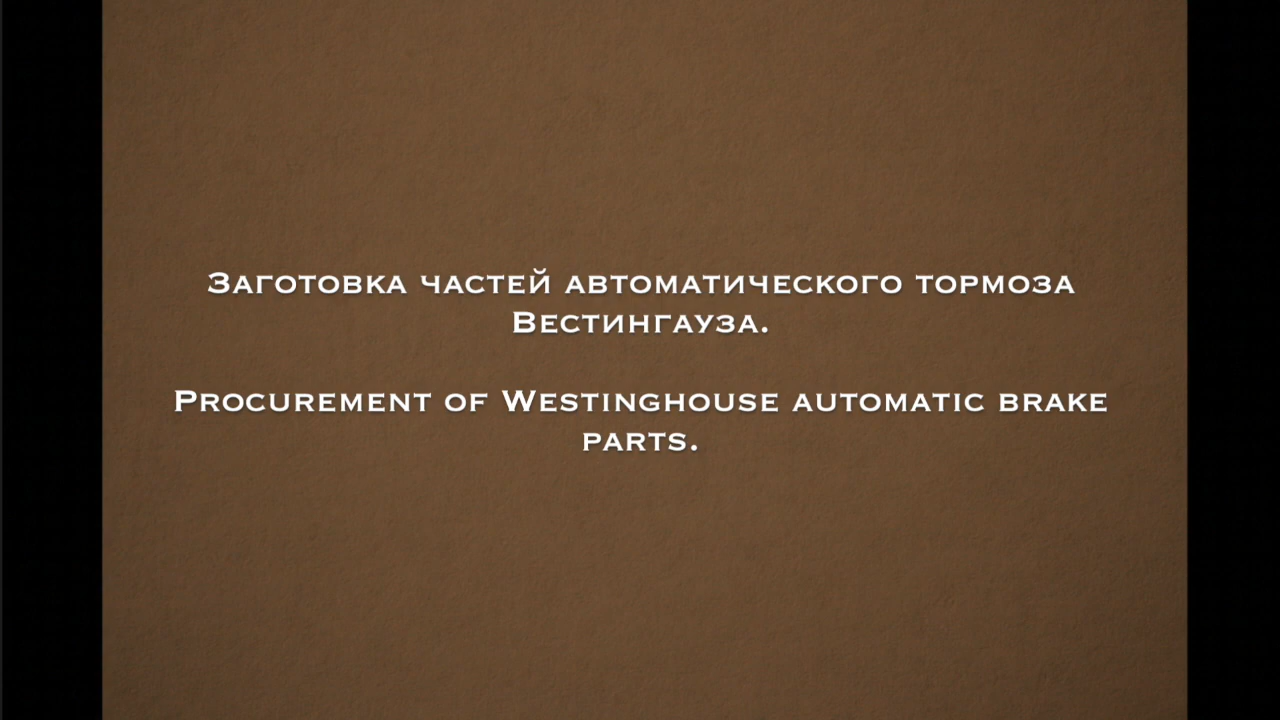 Заготовка частей автоматического тормоза
Вестингауза.
Procurement of Westinghouse automatic brake
parts.